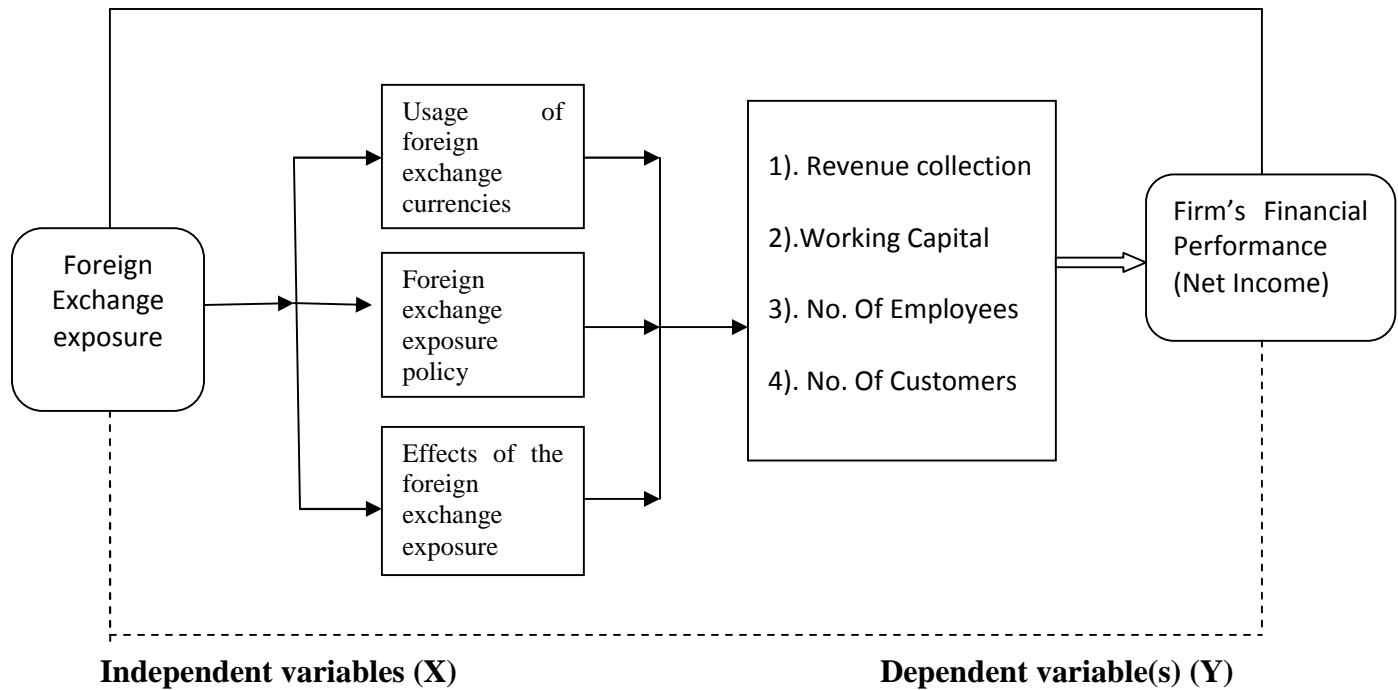 Usage of
foreign
exchange
currencies
Foreign
Exchange
exposure
Foreign
exchange
exposure
policy
Effects of the
foreign
exchange
exposure
1). Revenue collection
2).Working Capital
3). No. Of Employees
4). No. Of Customers
Firm’s Financial
Performance
(Net Income)
Independent variables (X)
Dependent variable(s) (Y)